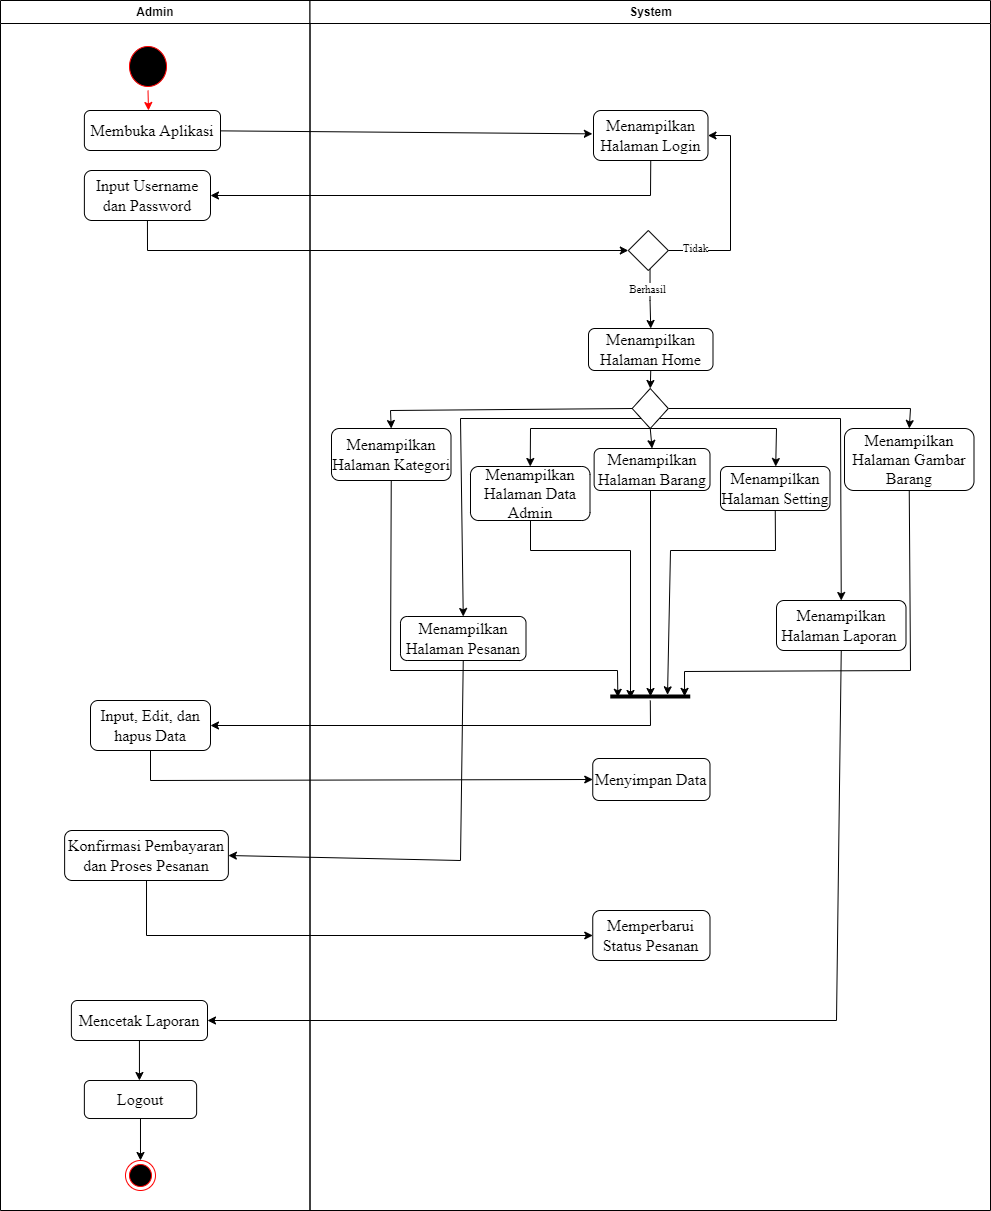 Admin
System
Membuka Aplikasi
Menampilkan
Halaman Login
Input Username
dan Password
Tidak
Berhasil
Menampilkan
Halaman Home
Menampilkan
Halaman Kategori
Menampilkan
Halaman Data
Admin
Menampilkan
Halaman Barang
Menampilkan
Halaman Setting
Menampilkan
Halaman Gambar
Barang
Menampilkan
Halaman Pesanan
Menampilkan
Halaman Laporan
Input, Edit, dan
hapus Data
Menyimpan Data
Konfirmasi Pembayaran
dan Proses Pesanan
Memperbarui
Status Pesanan
Mencetak Laporan
Logout